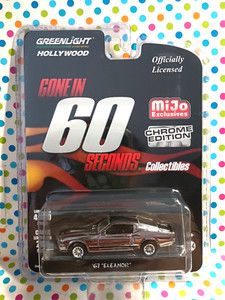 GREENLIGHT
HOLLYWOOD
Officially
Licensed
GONE IN
60
SECONDS
Collectibles
MiJo
Exclusives
CHROME
EDITION
'67 "ELEANOR"